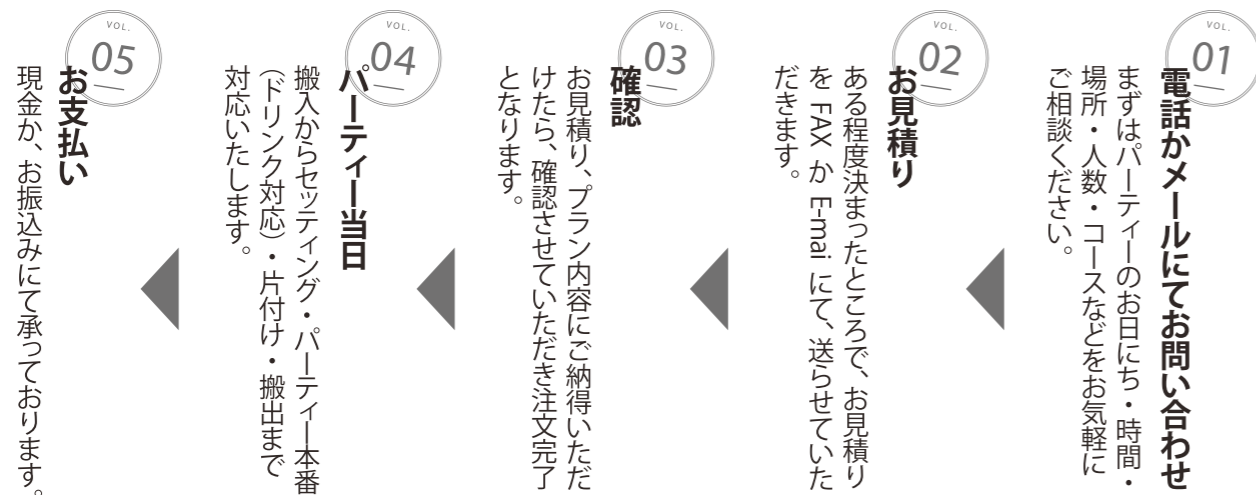 VOL.
01
電話かメールにてお問い合わせ
まずはパーティーのお日にち・時間・
場所・人数・コースなどをお気軽に
ご相談ください。
VOL.
02
お見積り
ある程度決まったところで、お見積り
を FAX か E-mai にて、送らせていた
だきます。
VOL.
03
確認
お見積り、プラン内容にご納得いただ
けたら、確認させていただき注文完了
となります。
VOL.
04
パーティー当日
搬入からセッティング・パーティー本番
（ドリンク対応）・片付け・搬出まで
対応いたします。
VOL.
05
お支払い
現金か、お振込みにて承っております。